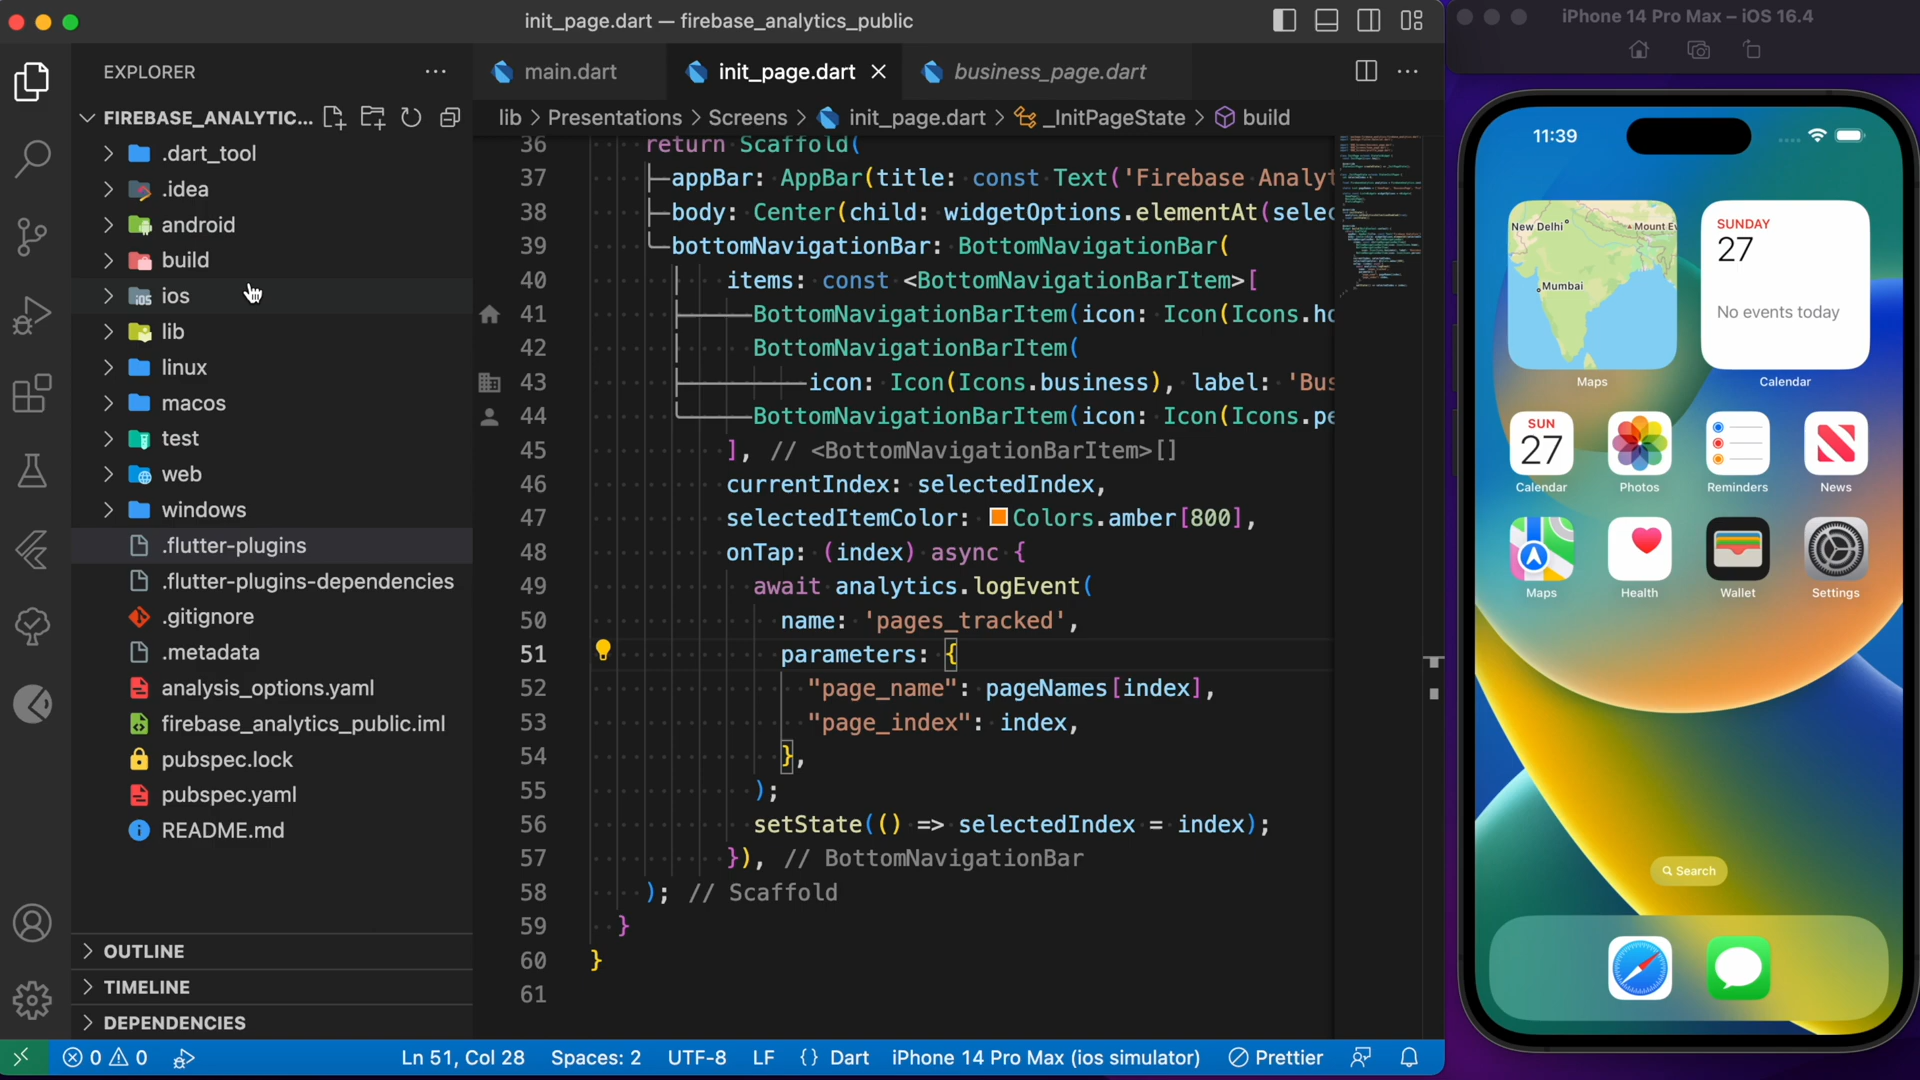 init_page.dart — firebase_analytics_public
EXPLORER
FIREBASE_ANALYTIC...
.dart_tool
.idea
android
build
ios
lib
linux
macos
test
web
windows
.flutter-plugins
.flutter-plugins-dependencies
.gitignore
.metadata
analysis_options.yaml
firebase_analytics_public.iml
pubspec.lock
pubspec.yaml
README.md
OUTLINE
TIMELINE
DEPENDENCIES
main.dart
init_page.dart
business_page.dart
lib > Presentations > Screens > init_page.dart > _InitPageState > build
36 return Scaffold(
37 appBar: AppBar(title: const Text('Firebase Analyt
38 body: Center(child: widgetOptions.elementAt(selec
39 bottomNavigationBar: BottomNavigationBar(
40 items: const <BottomNavigationBarItem>[
41 BottomNavigationBarItem(icon: Icon(Icons.ho
42 BottomNavigationBarItem(
43 icon: Icon(Icons.business), label: 'Bus
44 BottomNavigationBarItem(icon: Icon(Icons.pe
45 ], // <BottomNavigationBarItem>[]
46 currentIndex: selectedIndex,
47 selectedItemColor: Colors.amber[800],
48 onTap: (index) async {
49 await analytics.logEvent(
50 name: 'pages_tracked',
51 parameters: {
52 "page_name": pageNames[index],
53 "page_index": index,
54 },
55 );
56 setState(() => selectedIndex = index);
57 }), // BottomNavigationBar
58 ); // Scaffold
59 }
60 }
61
0 0
Ln 51, Col 28
Spaces: 2
UTF-8
LF
{} Dart
iPhone 14 Pro Max (ios simulator)
Prettier
iPhone 14 Pro Max – iOS 16.4
11:39
New Delhi
Mount Ev
Mumbai
Maps
SUNDAY
27
No events today
Calendar
SUN
27
Calendar
Photos
Reminders
News
Maps
Health
Wallet
Settings
Search